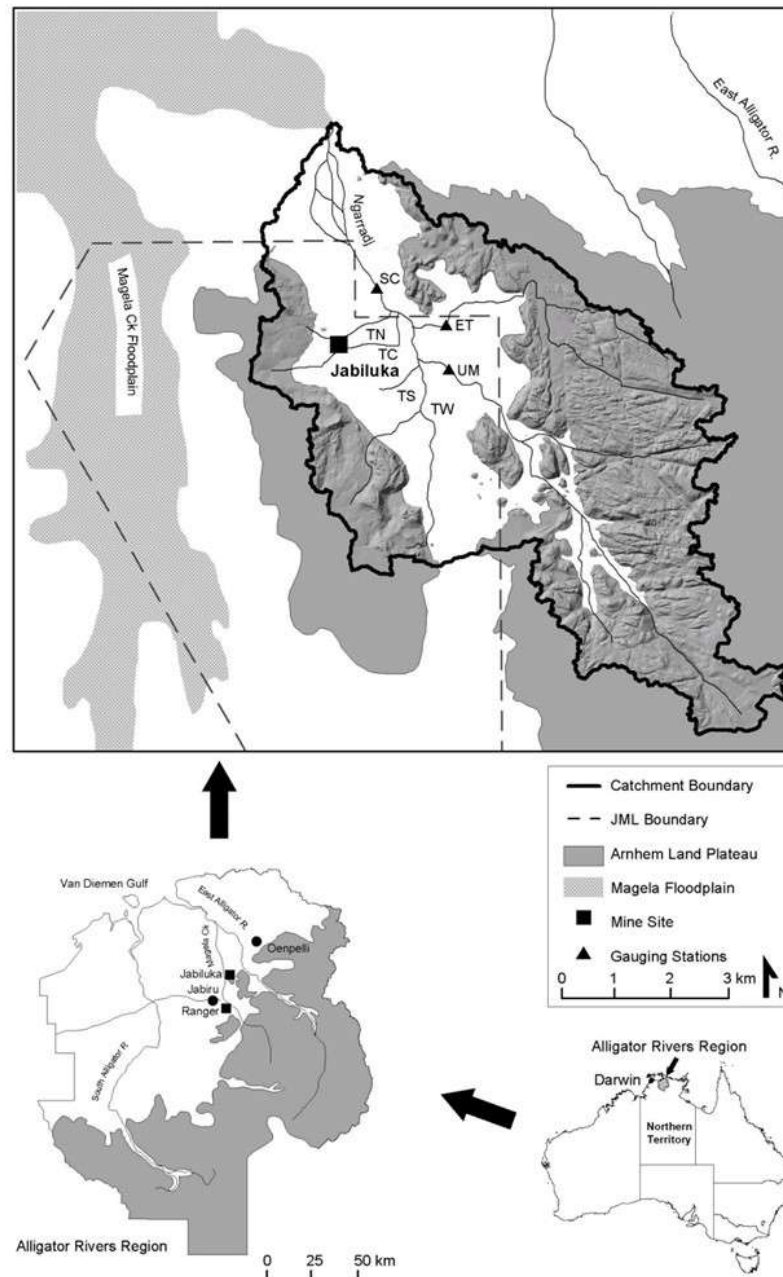 East Alligator R.
Ngarradj
Magela Ck Floodplain
SC
ET
TN
TC
Jabiluka
UM
TS
TW
Catchment Boundary
JML Boundary
Arnhem Land Plateau
Magela Floodplain
Mine Site
Gauging Stations
0 1 2 3 km
N
Van Diemen Gulf
East Alligator R.
Magela Ck
Oenpelli
Jabiluka
Jabiru
Ranger
South Alligator R
Alligator Rivers Region
0 25 50 km
Alligator Rivers Region
Darwin
Northern
Territory